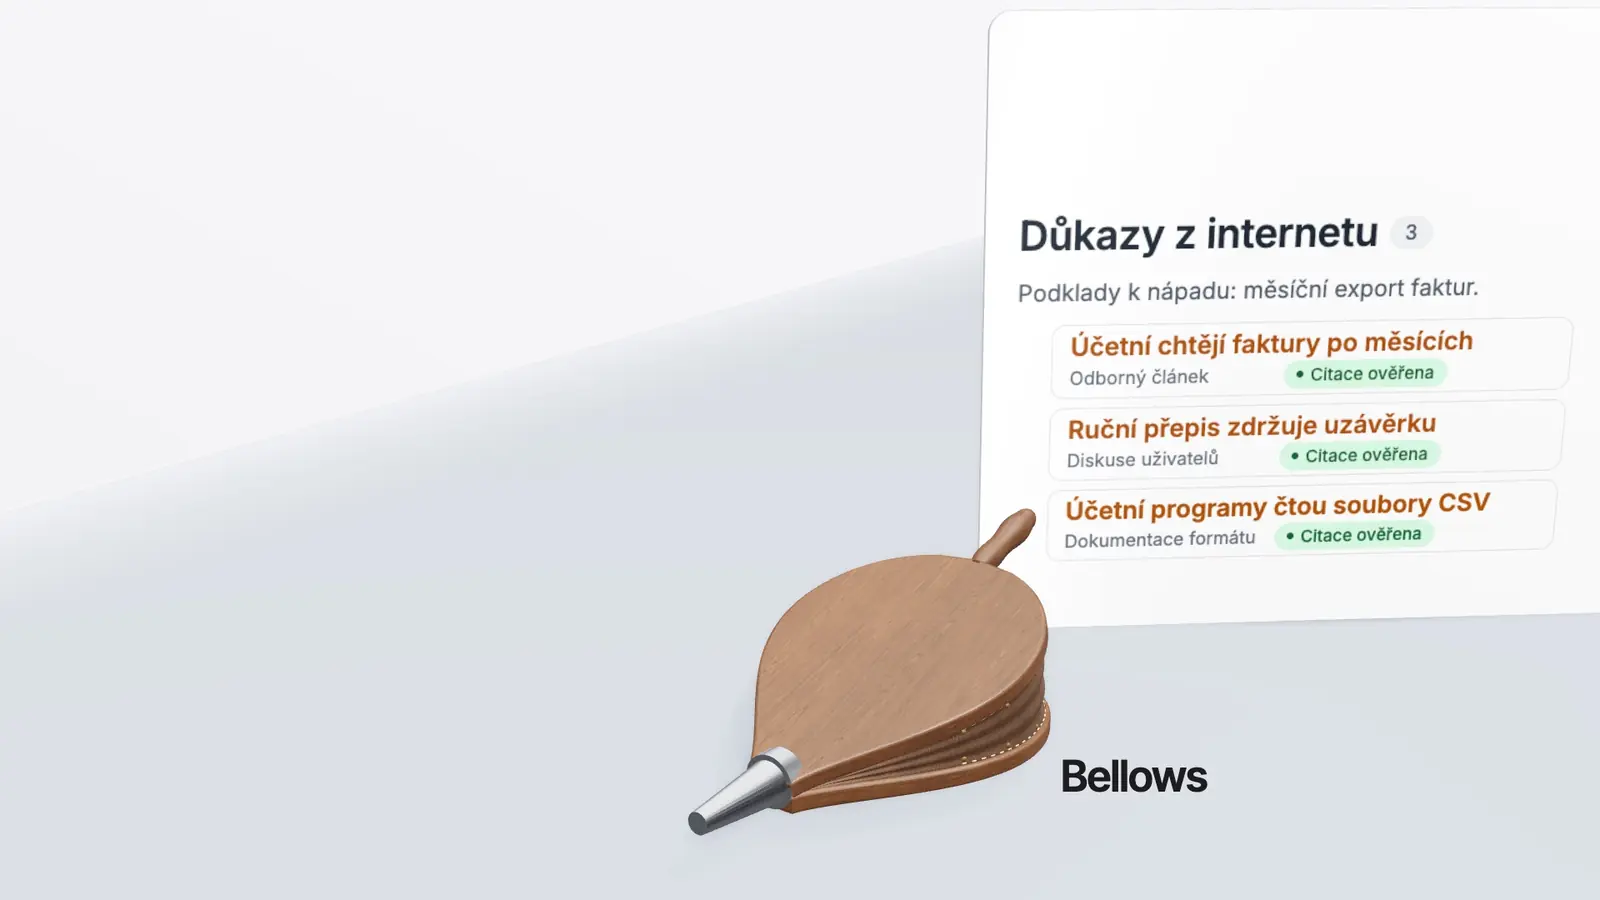 Důkazy z internetu 3
Podklady k nápadu: měsíční export faktur.
Účetní chtějí faktury po měsících
Odborný článek • Citace ověřena
Ruční přepis zdržuje uzávěrku
Diskuse uživatelů • Citace ověřena
Účetní programy čtou soubory CSV
Dokumentace formátu • Citace ověřena
Bellows